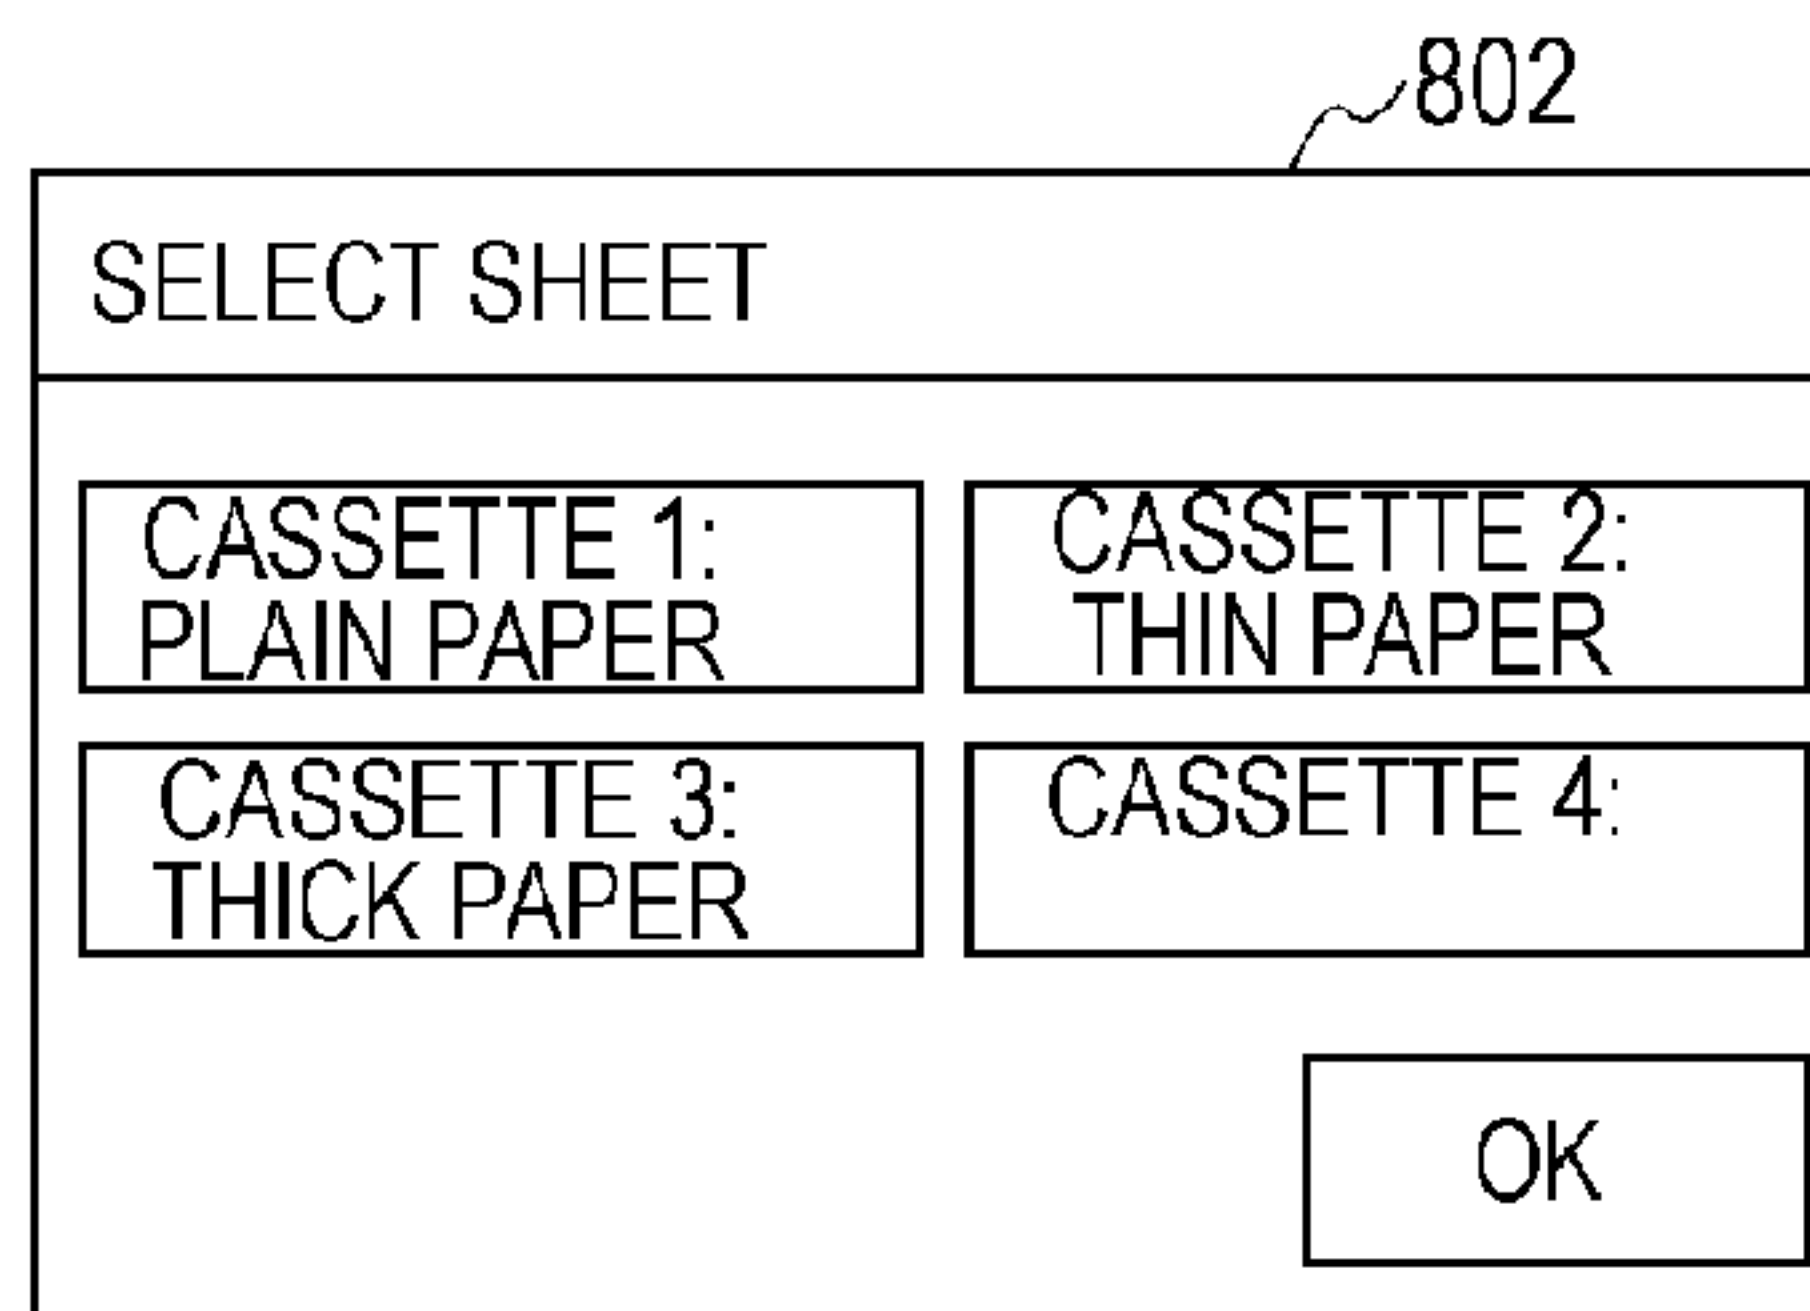 802
SELECT SHEET
CASSETTE 1:
PLAIN PAPER
CASSETTE 2:
THIN PAPER
CASSETTE 3:
THICK PAPER
CASSETTE 4:
OK